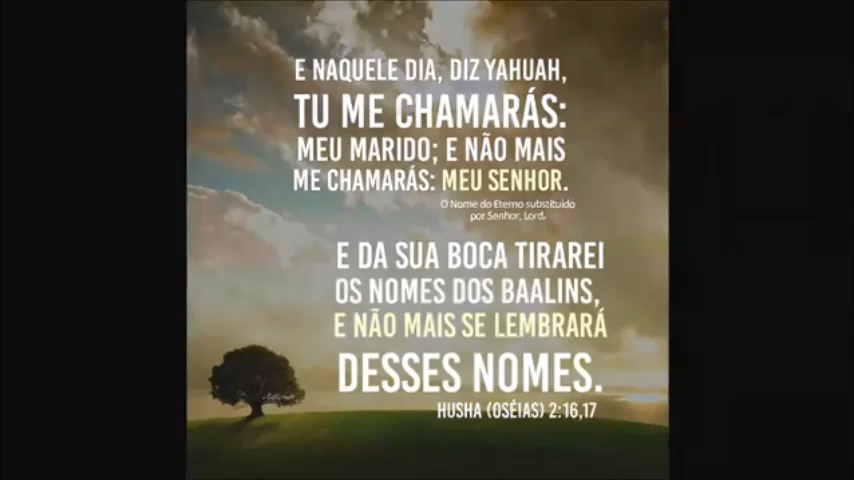 E NAQUELE DIA, DIZ YAHUAH,
TU ME CHAMARÁS:
MEU MARIDO; E NÃO MAIS
ME CHAMARÁS: MEU SENHOR.
O Nome do Eterno substituído
por Senhor, Lord.
E DA SUA BOCA TIRAREI
OS NOMES DOS BAALINS,
E NÃO MAIS SE LEMBRARÁ
DESSES NOMES.
HUSHA (OSÉIAS) 2:16,17